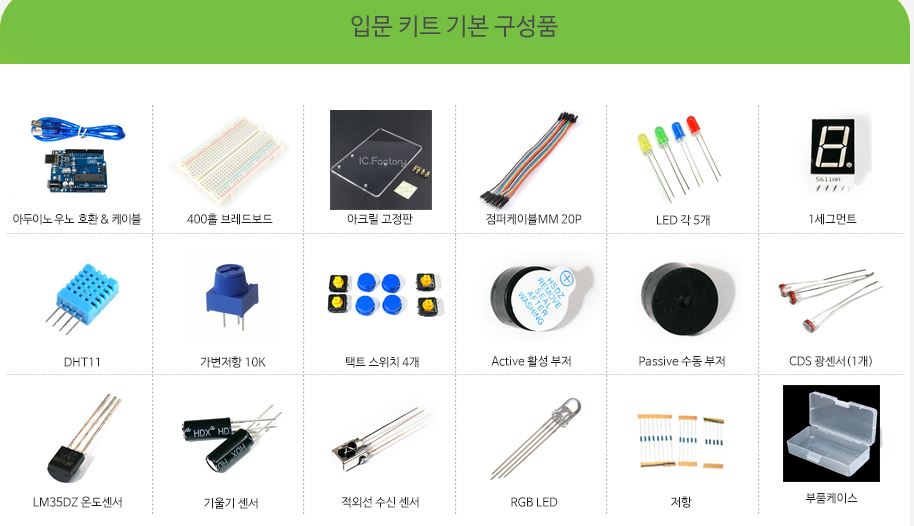 입문 키트 기본 구성품
IC.Factory
아두이노 우노 호환 & 케이블
400홀 브레드보드
아크릴 고정판
점퍼케이블MM 20P
LED 각 5개
5611AH
1세그먼트
HSDZ
REMOVE
SEAL
AFTER
WASHING
DHT11
가변저항 10K
택트 스위치 4개
Active 활성 부저
Passive 수동 부저
CDS 광센서(1개)
HDX
HD
HDX
LM35DZ 온도센서
기울기 센서
적외선 수신 센서
RGB LED
저항
부품케이스